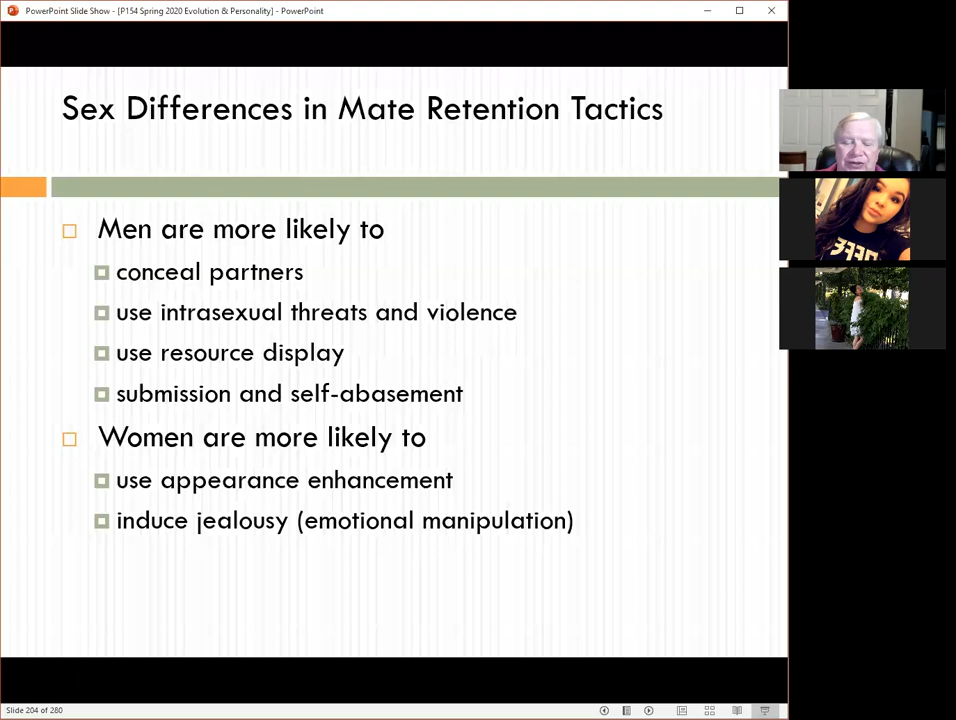 PowerPoint Slide Show - [P154 Spring 2020 Evolution & Personality] - PowerPoint
Sex Differences in Mate Retention Tactics
Men are more likely to
conceal partners
use intrasexual threats and violence
use resource display
submission and self-abasement
Women are more likely to
use appearance enhancement
induce jealousy (emotional manipulation)
Slide 204 of 280